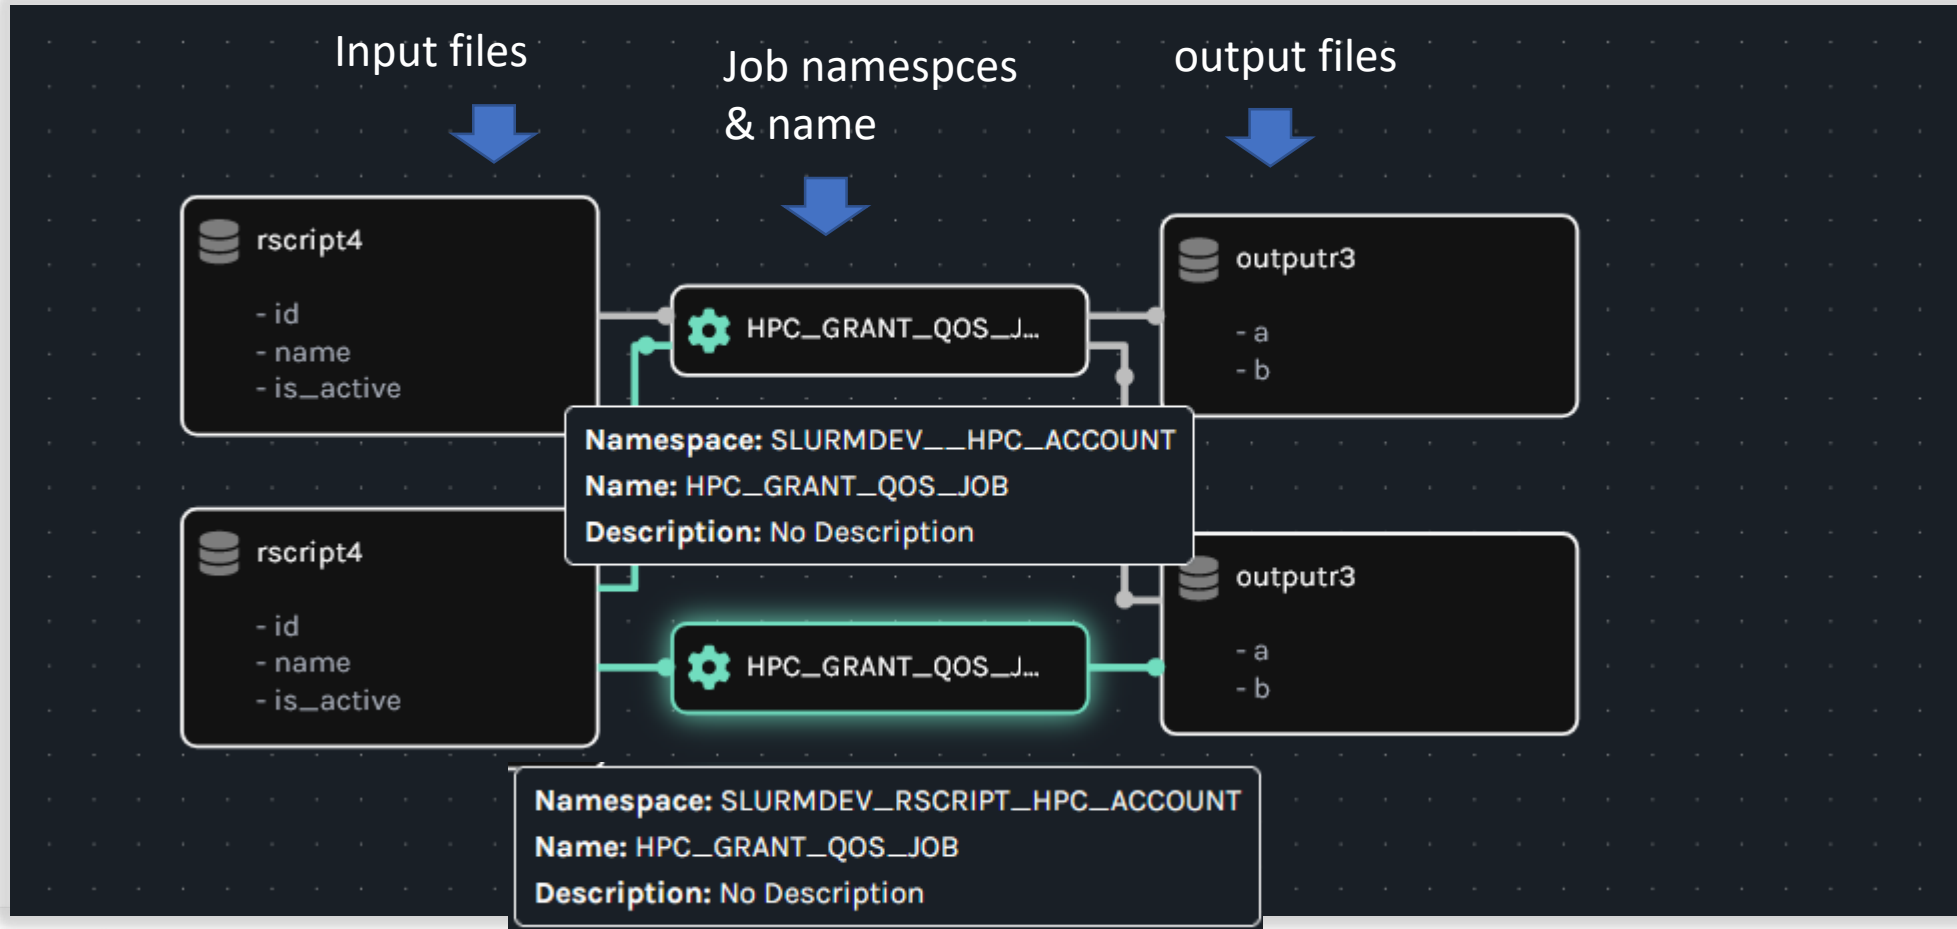 Input files
Job namespces
& name
output files
rscript4
- id
- name
- is_active
HPC_GRANT_QOS_J...
outputr3
- a
- b
Namespace: SLURMDEV__HPC_ACCOUNT
Name: HPC_GRANT_QOS_JOB
Description: No Description
rscript4
- id
- name
- is_active
HPC_GRANT_QOS_J...
outputr3
- a
- b
Namespace: SLURMDEV_RSCRIPT_HPC_ACCOUNT
Name: HPC_GRANT_QOS_JOB
Description: No Description